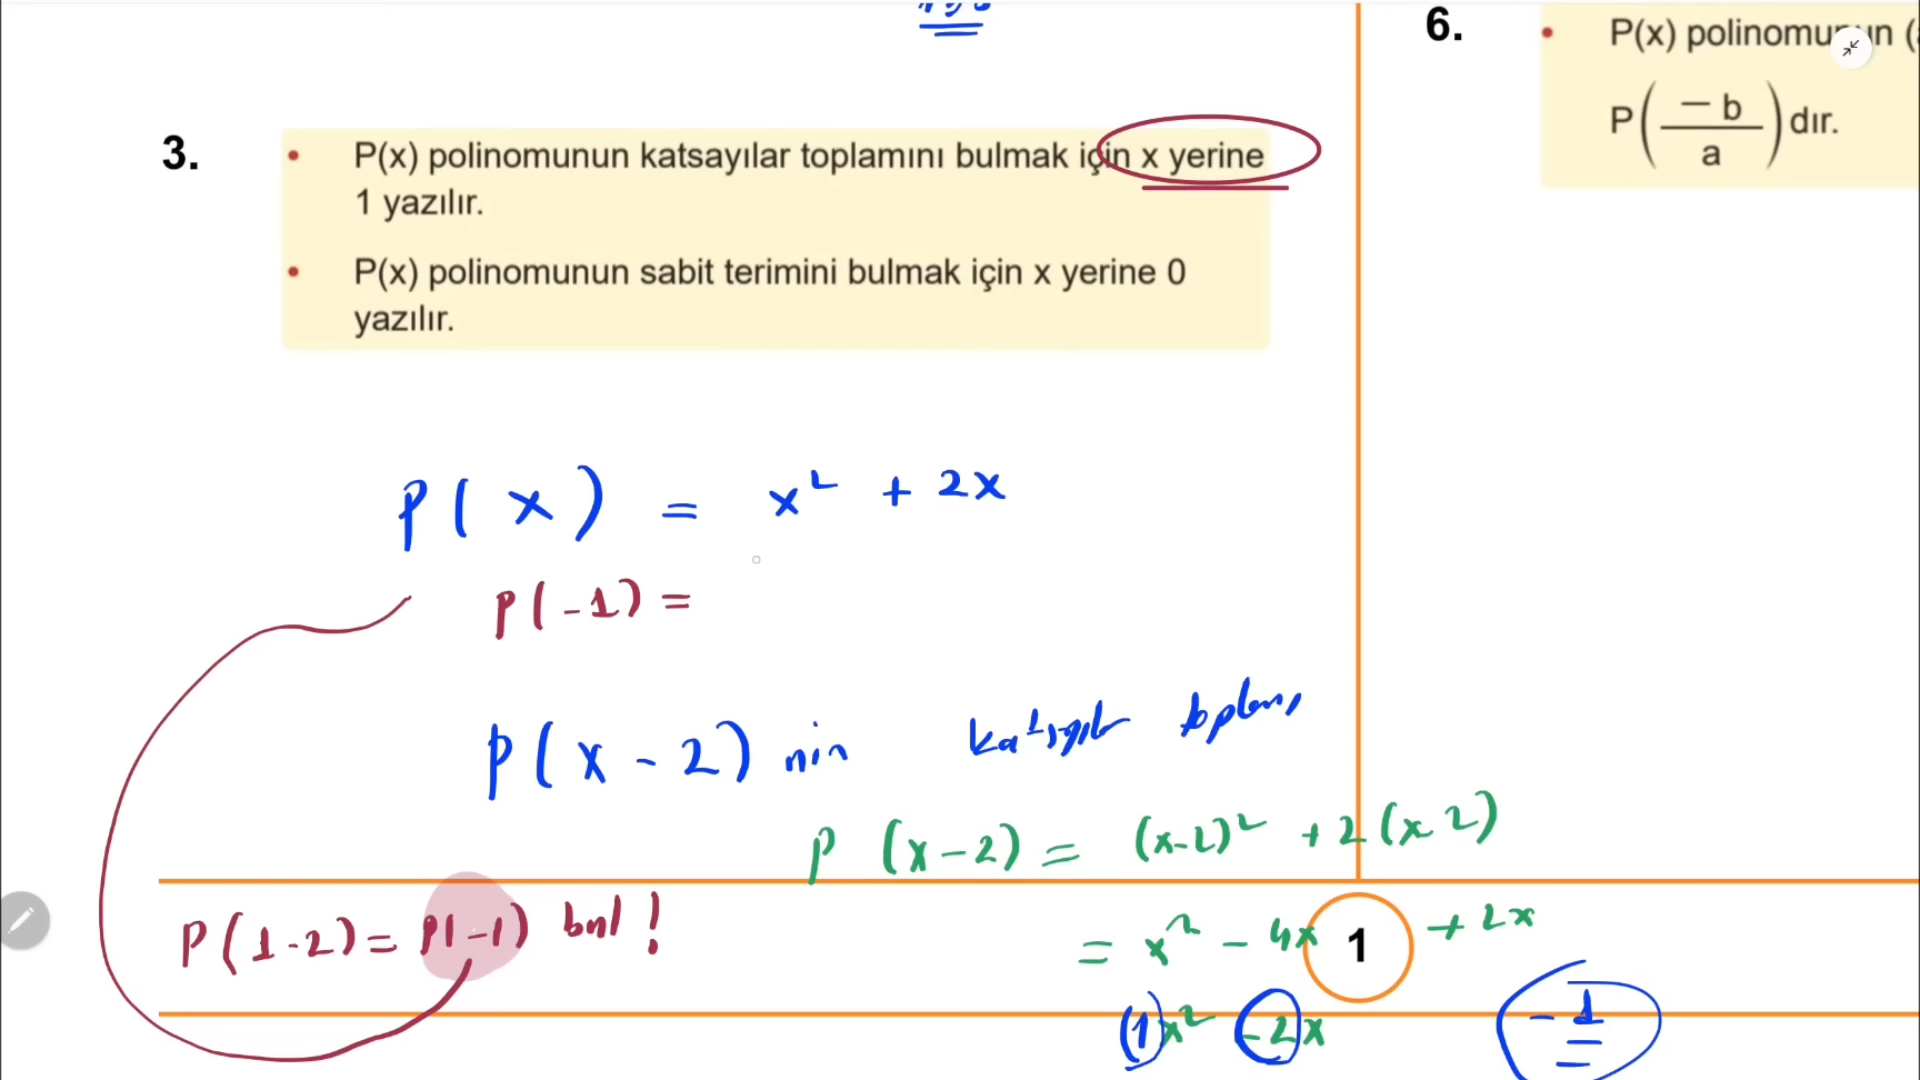 3.
• P(x) polinomunun katsayılar toplamını bulmak için x yerine
1 yazılır.
• P(x) polinomunun sabit terimini bulmak için x yerine 0
yazılır.
P(x) = x² + 2x
P(-1) =
P(x-2) nin katsayılar toplamı
P(x-2) = (x-2)² + 2(x 2)
P(1-2) = P(-1) bul!
= x² - 4x + 2x
(1)x² -2x
-1
1
6.
• P(x) polinomunun (
P(-b/a) dır.